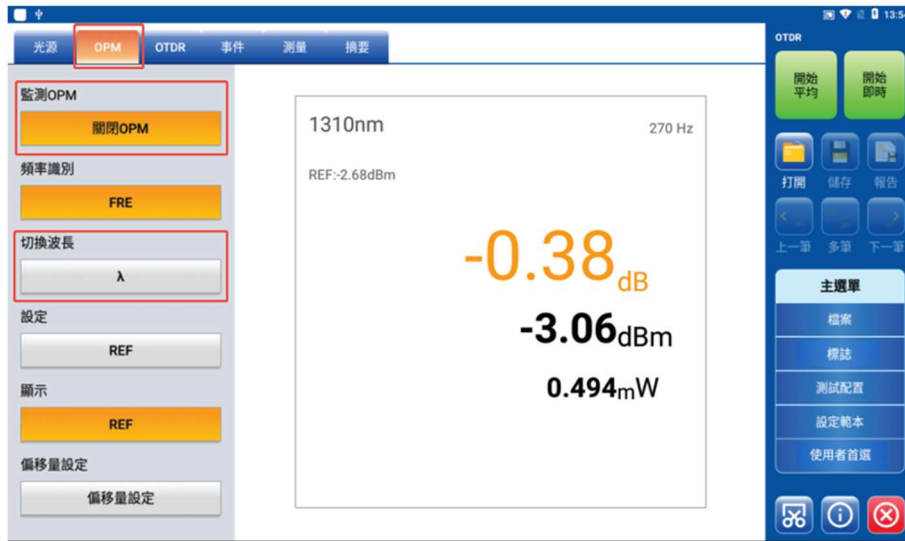 13:54
光源
OPM
OTDR
事件
測量
摘要
監測OPM
關閉OPM
頻率識別
FRE
切換波長
λ
設定
REF
顯示
REF
偏移量設定
偏移量設定
1310nm
270 Hz
REF:-2.68dBm
-0.38dB
-3.06dBm
0.494mW
OTDR
開始
平均
開始
即時
打開
儲存
報告
上一筆
多筆
下一筆
主選單
檔案
標誌
測試配置
設定範本
使用者首選